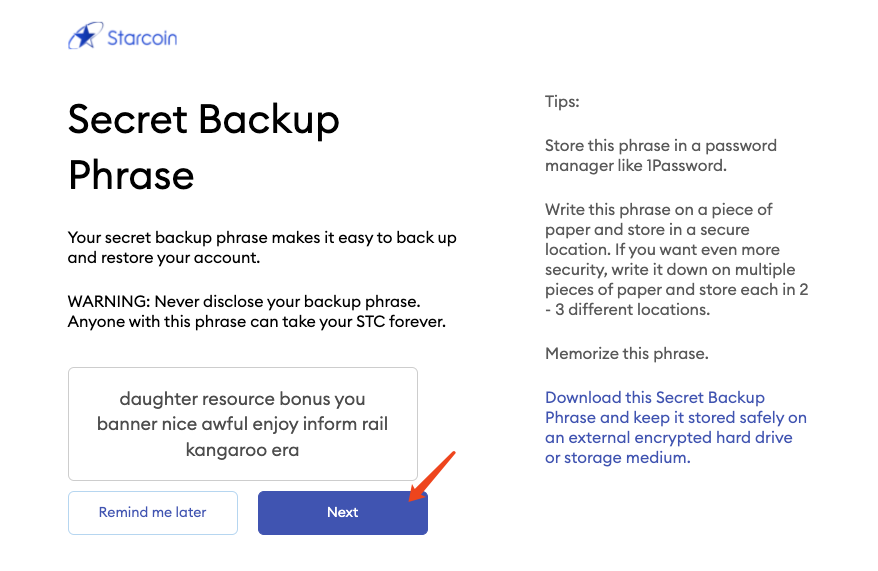 Starcoin
Secret Backup
Phrase
Your secret backup phrase makes it easy to back up
and restore your account.
WARNING: Never disclose your backup phrase.
Anyone with this phrase can take your STC forever.
daughter resource bonus you
banner nice awful enjoy inform rail
kangaroo era
Remind me later
Next
Tips:
Store this phrase in a password
manager like 1Password.
Write this phrase on a piece of
paper and store in a secure
location. If you want even more
security, write it down on multiple
pieces of paper and store each in 2
- 3 different locations.
Memorize this phrase.
Download this Secret Backup
Phrase and keep it stored safely on
an external encrypted hard drive
or storage medium.